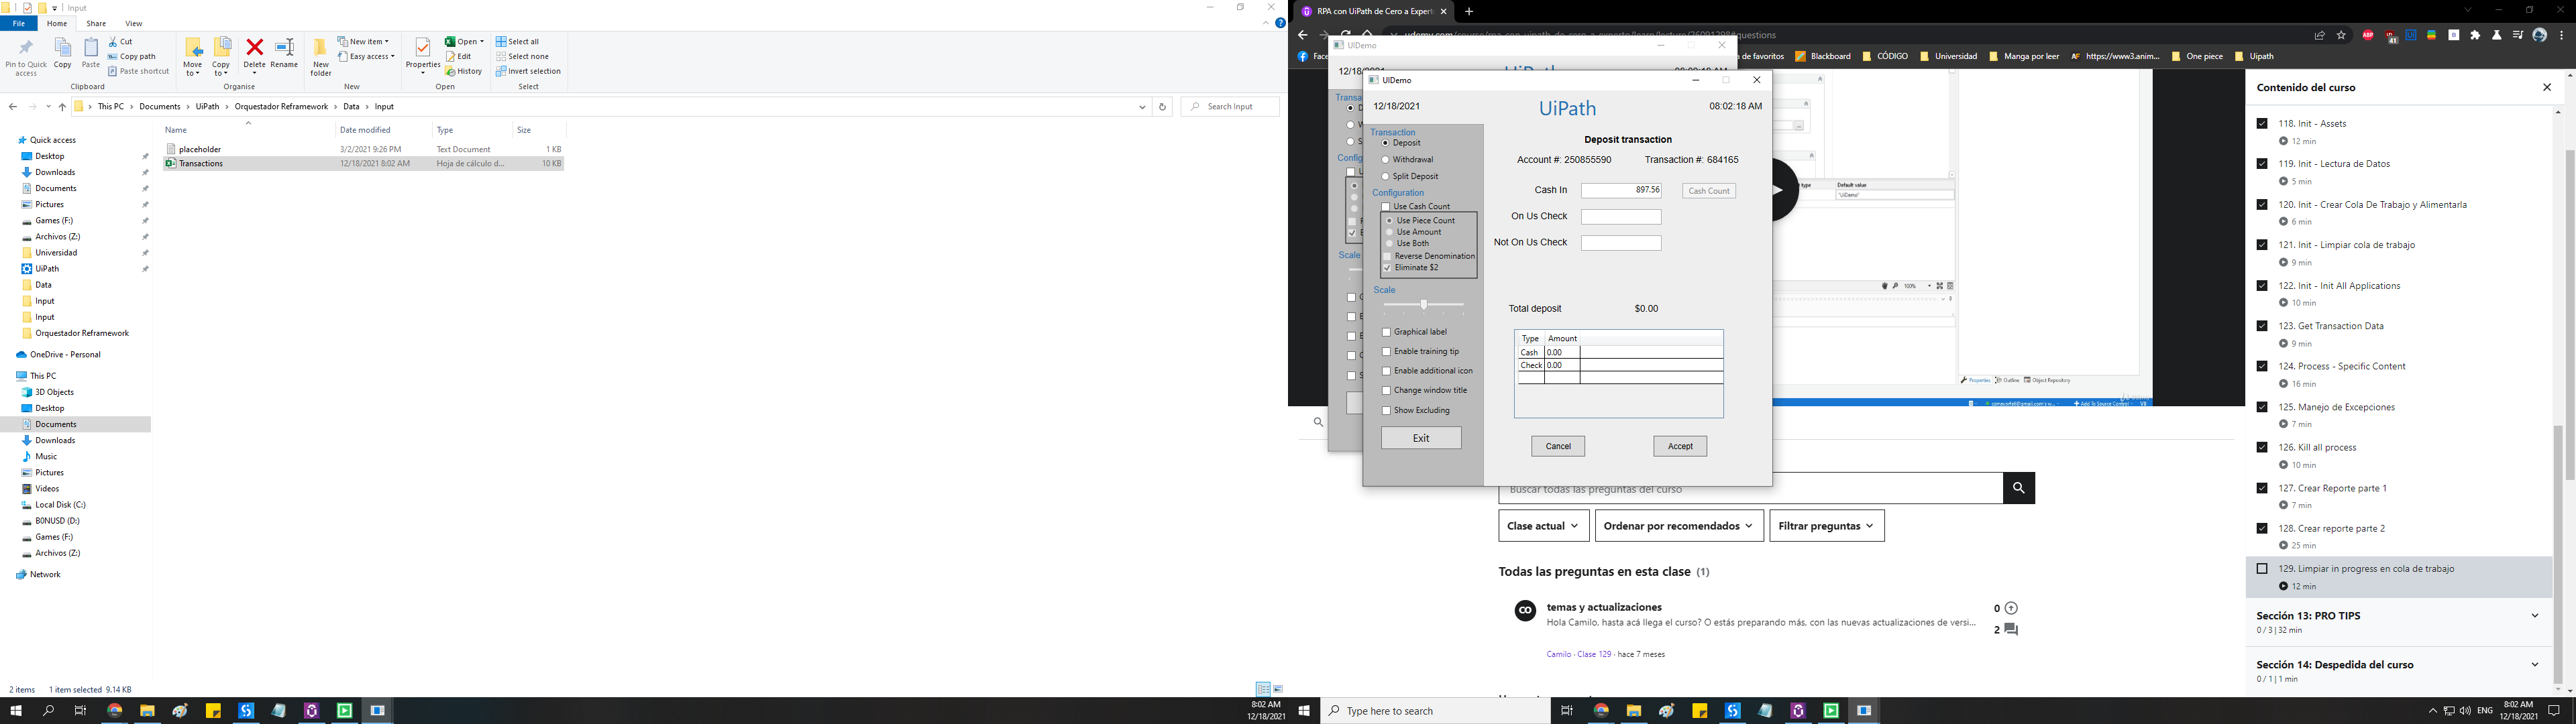 Input
File
Home
Share
View
Pin to Quick access
Copy
Paste
Cut
Copy path
Paste shortcut
Clipboard
Move to
Copy to
Delete
Rename
Organise
New folder
New item
Easy access
New
Properties
Open
Edit
History
Open
Select all
Select none
Invert selection
Select
This PC > Documents > UiPath > Orquestador Reframework > Data > Input
Search Input
Name
Date modified
Type
Size
placeholder 3/2/2021 9:26 PM Text Document 1 KB
Transactions 12/18/2021 8:02 AM Hoja de cálculo d... 10 KB
Quick access
Desktop
Downloads
Documents
Pictures
Games (F:)
Archivos (Z:)
Universidad
UiPath
Data
Input
Input
Orquestador Reframework
OneDrive - Personal
This PC
3D Objects
Desktop
Documents
Downloads
Music
Pictures
Videos
Local Disk (C:)
B0NUSD (D:)
Games (F:)
Archivos (Z:)
Network
2 items 1 item selected 9.14 KB
8:02 AM
12/18/2021
RPA con UiPath de Cero a Expert
Blackboard
CÓDIGO
Universidad
Manga por leer
https://www3.anim...
One piece
Uipath
UIDemo
UIDemo
12/18/2021
UiPath
08:02:18 AM
Transaction
Deposit
Withdrawal
Split Deposit
Configuration
Use Cash Count
Use Piece Count
Use Amount
Use Both
Reverse Denomination
Eliminate $2
Scale
Graphical label
Enable training tip
Enable additional icon
Change window title
Show Excluding
Exit
Deposit transaction
Account #: 250855590 Transaction #: 684165
Cash In 897.56 Cash Count
On Us Check
Not On Us Check
Total deposit $0.00
Type Amount
Cash 0.00
Check 0.00
Cancel
Accept
Default value
"UiDemo"
100%
Properties
Outline
Object Repository
Add To Source Control
Buscar todas las preguntas del curso
Clase actual
Ordenar por recomendados
Filtrar preguntas
Todas las preguntas en esta clase (1)
temas y actualizaciones
Hola Camilo, hasta acá llega el curso? O estás preparando más, con las nuevas actualizaciones de versi...
Camilo · Clase 129 · hace 7 meses
0
2
Contenido del curso
118. Init - Assets
12 min
119. Init - Lectura de Datos
5 min
120. Init - Crear Cola De Trabajo y Alimentarla
6 min
121. Init - Limpiar cola de trabajo
9 min
122. Init - Init All Applications
10 min
123. Get Transaction Data
9 min
124. Process - Specific Content
16 min
125. Manejo de Excepciones
7 min
126. Kill all process
10 min
127. Crear Reporte parte 1
7 min
128. Crear reporte parte 2
25 min
129. Limpiar in progress en cola de trabajo
12 min
Sección 13: PRO TIPS
0 / 3 | 32 min
Sección 14: Despedida del curso
0 / 1 | 1 min
Type here to search
ENG
8:02 AM
12/18/2021